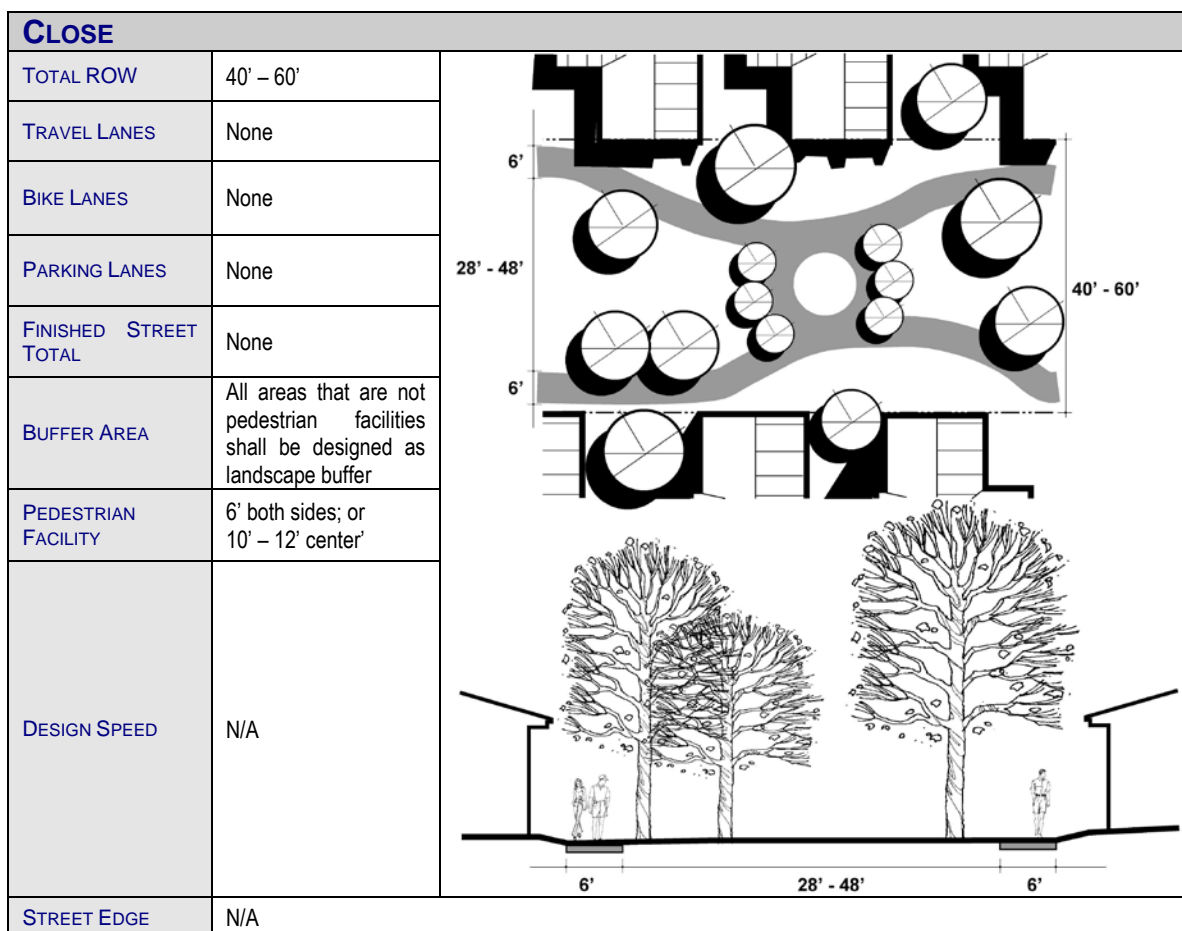 CLOSE
TOTAL ROW
40' – 60'
TRAVEL LANES
None
BIKE LANES
None
PARKING LANES
None
FINISHED STREET
TOTAL
None
BUFFER AREA
All areas that are not
pedestrian facilities
shall be designed as
landscape buffer
PEDESTRIAN
FACILITY
6' both sides; or
10' – 12' center'
DESIGN SPEED
N/A
STREET EDGE
N/A
6'
28' - 48'
40' - 60'
6'
6'
28' - 48'
6'